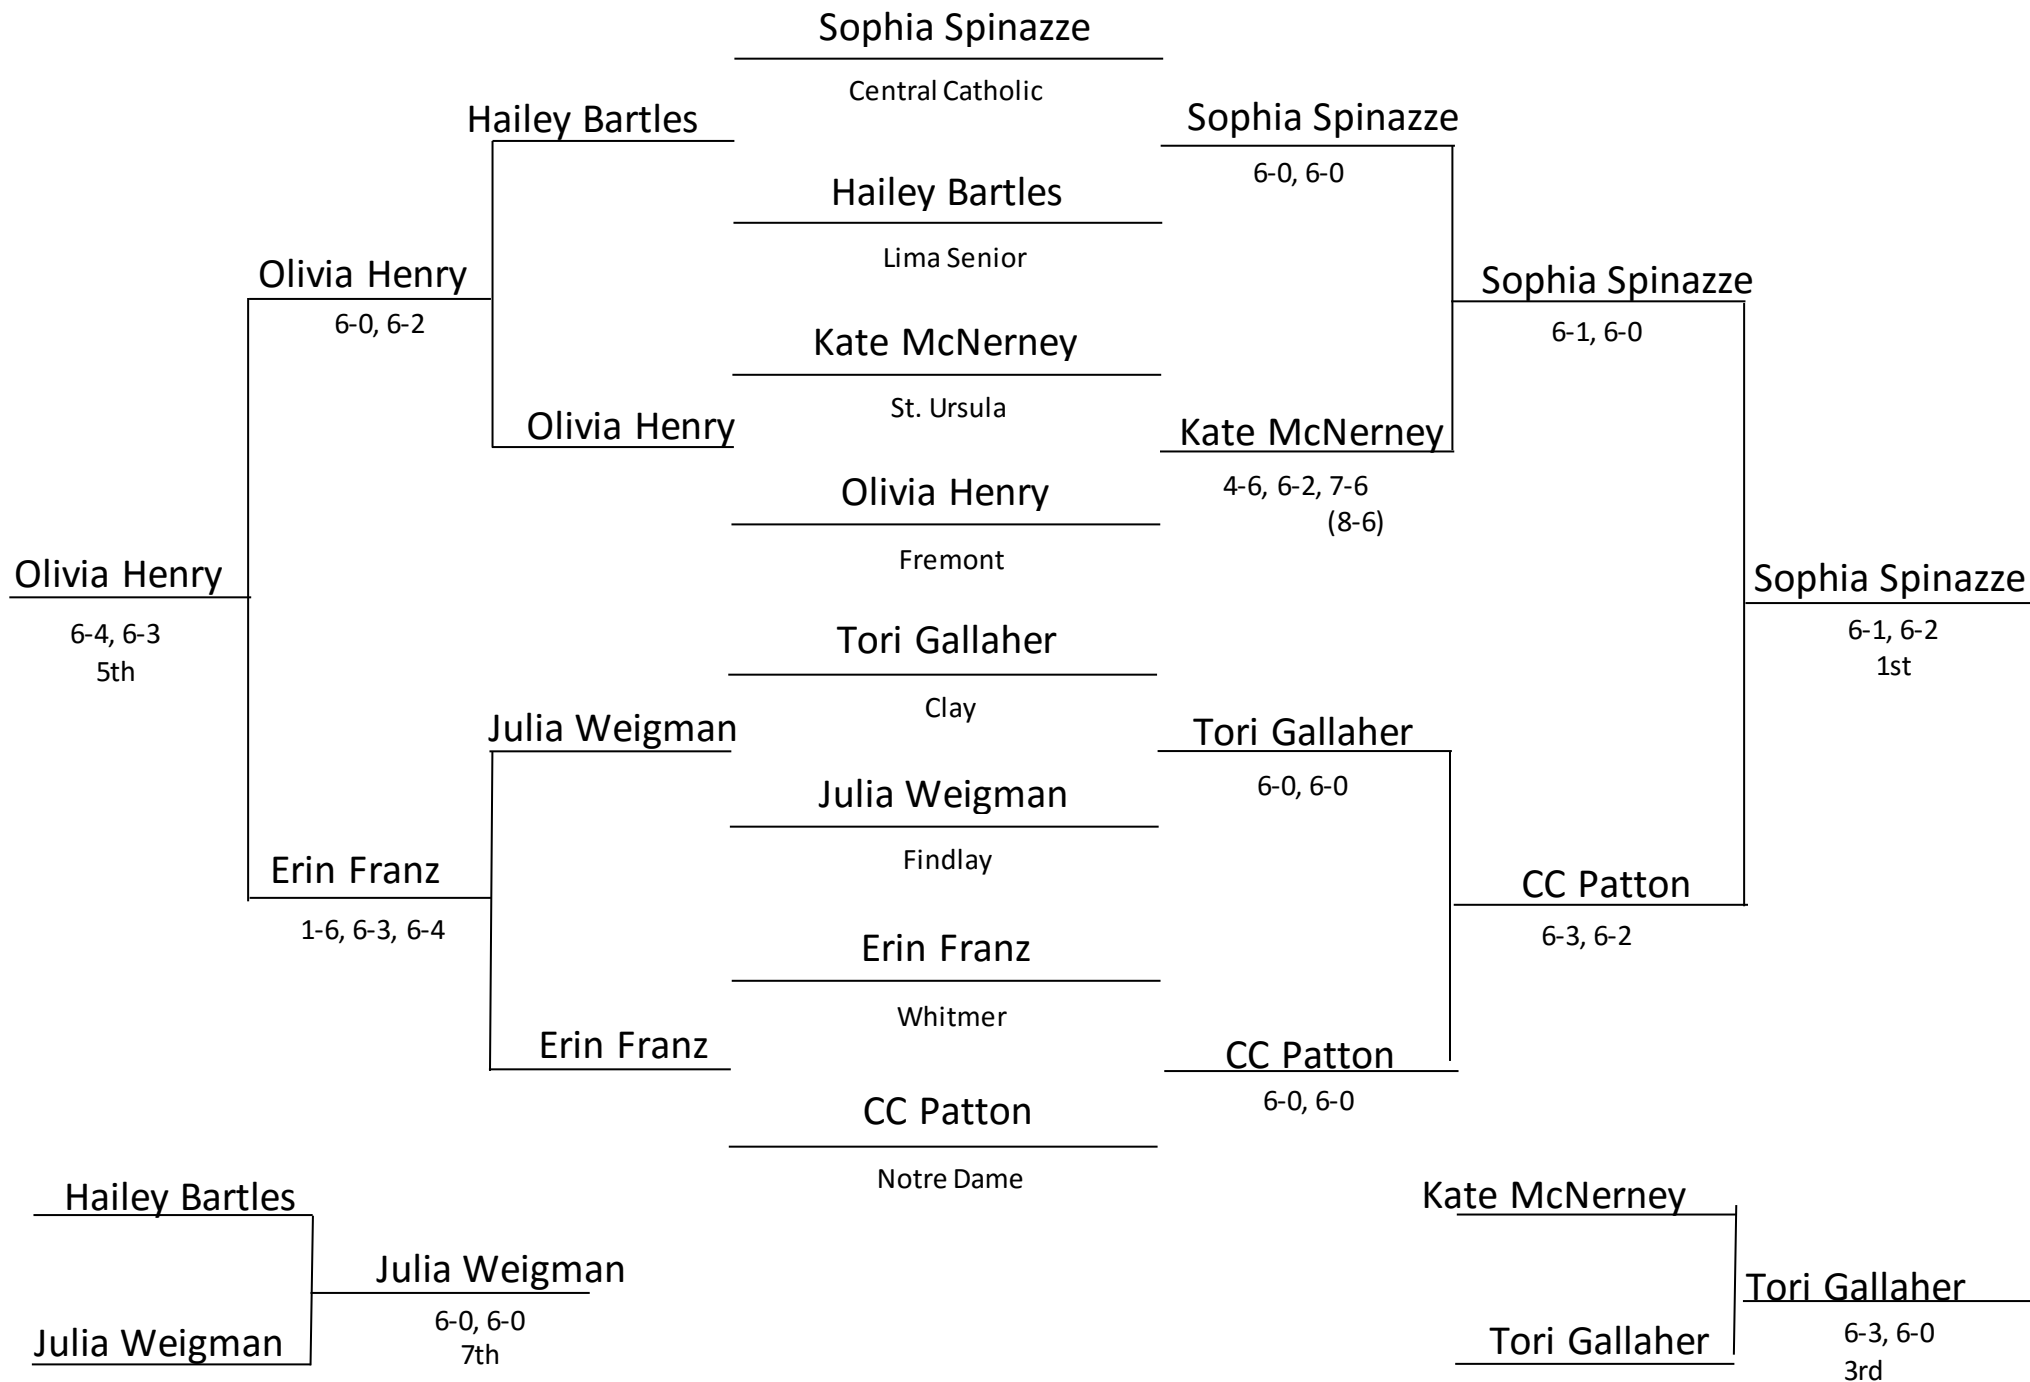 Sophia Spinazze
Central Catholic
Hailey Bartles
Sophia Spinazze
6-0, 6-0
Hailey Bartles
Lima Senior
Olivia Henry
6-0, 6-2
Sophia Spinazze
6-1, 6-0
Kate McNerney
St. Ursula
Olivia Henry
Kate McNerney
4-6, 6-2, 7-6
(8-6)
Olivia Henry
Fremont
Olivia Henry
6-4, 6-3
5th
Sophia Spinazze
6-1, 6-2
1st
Tori Gallaher
Clay
Julia Weigman
Tori Gallaher
6-0, 6-0
Julia Weigman
Findlay
Erin Franz
1-6, 6-3, 6-4
CC Patton
6-3, 6-2
Erin Franz
Whitmer
Erin Franz
CC Patton
6-0, 6-0
CC Patton
Notre Dame
Hailey Bartles
Julia Weigman
6-0, 6-0
7th
Julia Weigman
Kate McNerney
Tori Gallaher
6-3, 6-0
3rd
Tori Gallaher